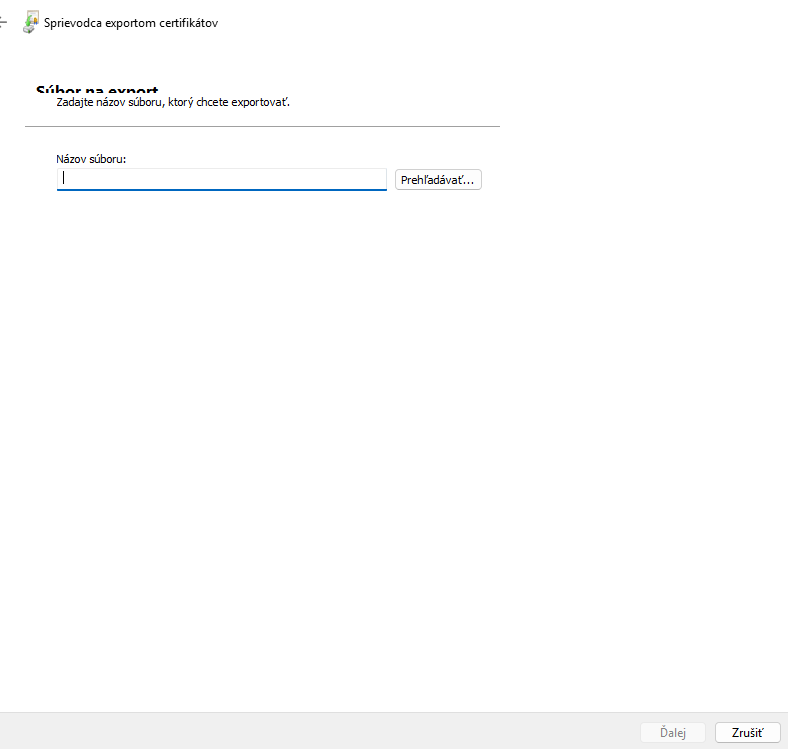 Sprievodca exportom certifikátov
Súbor na export
Zadajte názov súboru, ktorý chcete exportovať.
Názov súboru:
Prehľadávať...
Ďalej
Zrušiť